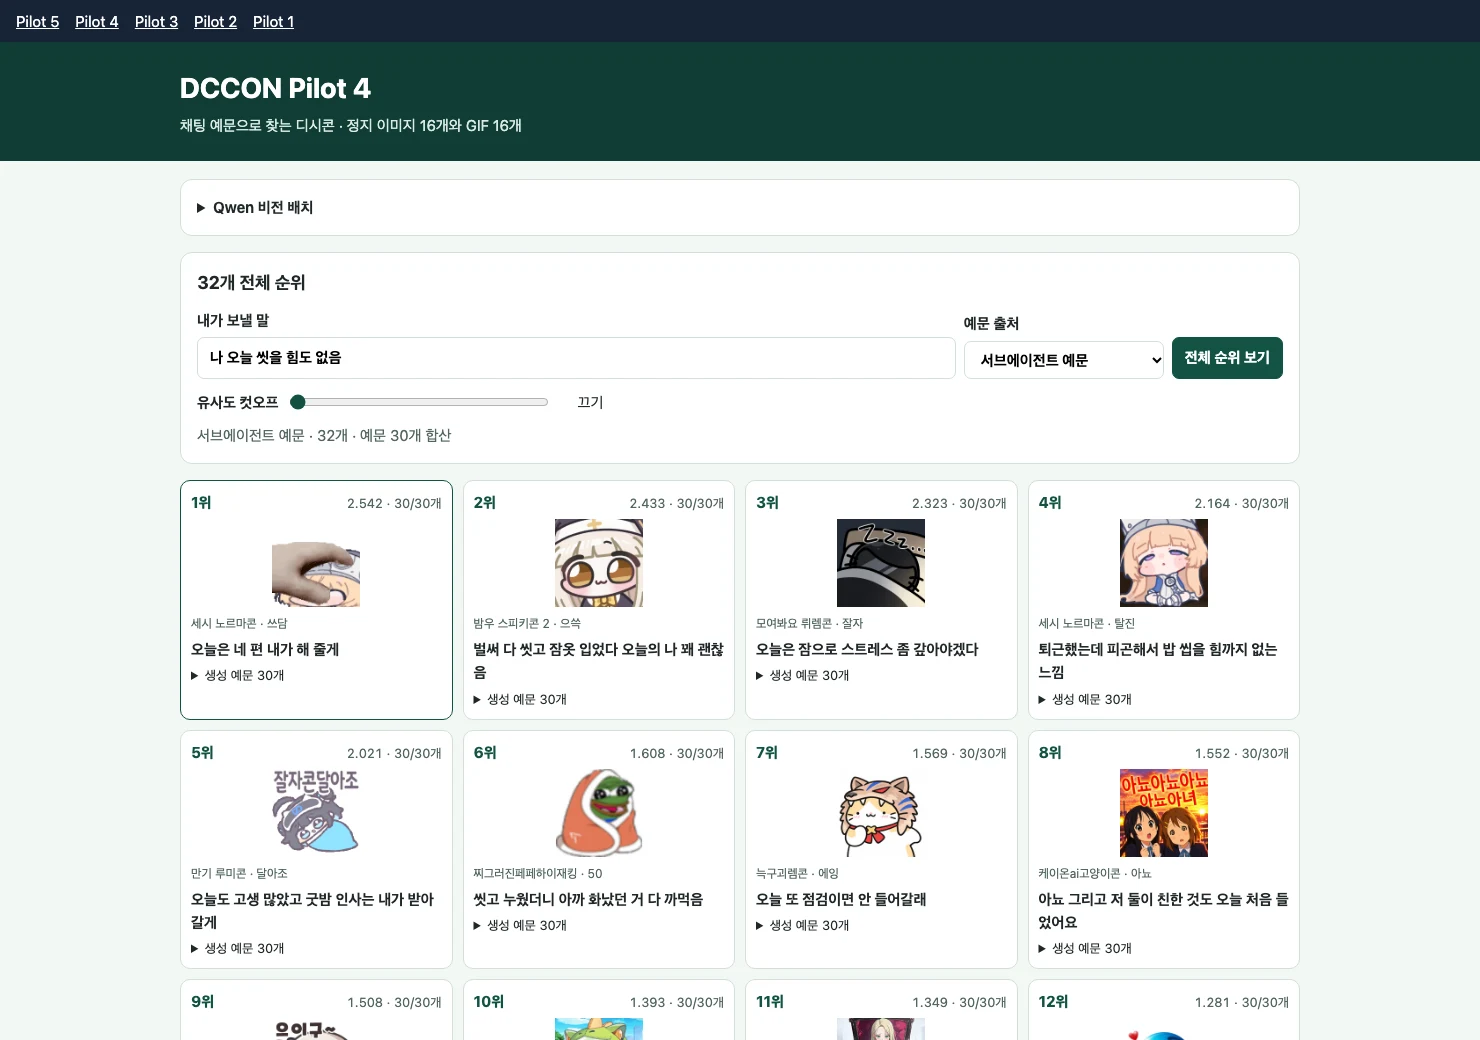 Pilot 5 Pilot 4 Pilot 3 Pilot 2 Pilot 1
DCCON Pilot 4
채팅 예문으로 찾는 디시콘 · 정지 이미지 16개와 GIF 16개
▶ Qwen 비전 배치
32개 전체 순위
내가 보낼 말
예문 출처
나 오늘 씻을 힘도 없음
서브에이전트 예문
전체 순위 보기
유사도 컷오프
끄기
서브에이전트 예문 · 32개 · 예문 30개 합산
1위 2.542 · 30/30개
세시 노르마콘 · 쓰담
오늘은 네 편 내가 해 줄게
▶ 생성 예문 30개
2위 2.433 · 30/30개
밤우 스피키콘 2 · 으쓱
벌써 다 씻고 잠옷 입었다 오늘의 나 꽤 괜찮
음
▶ 생성 예문 30개
3위 2.323 · 30/30개
Z Z Z...
모여봐요 뤼렘콘 · 잘자
오늘은 잠으로 스트레스 좀 갚아야겠다
▶ 생성 예문 30개
4위 2.164 · 30/30개
세시 노르마콘 · 탈진
퇴근했는데 피곤해서 밥 씹을 힘까지 없는
느낌
▶ 생성 예문 30개
5위 2.021 · 30/30개
잘자콘달아조
만기 루미콘 · 달아조
오늘도 고생 많았고 굿밤 인사는 내가 받아
갈게
▶ 생성 예문 30개
6위 1.608 · 30/30개
찌그러진페페하이재킹 · 50
씻고 누웠더니 아까 화났던 거 다 까먹음
▶ 생성 예문 30개
7위 1.569 · 30/30개
늑구괴렘콘 · 에잉
오늘 또 점검이면 안 들어갈래
▶ 생성 예문 30개
8위 1.552 · 30/30개
아뇨아뇨아뇨
아뇨아녀
케이온ai고양이콘 · 아뇨
아뇨 그리고 저 둘이 친한 것도 오늘 처음 들
었어요
▶ 생성 예문 30개
9위 1.508 · 30/30개
10위 1.393 · 30/30개
11위 1.349 · 30/30개
12위 1.281 · 30/30개